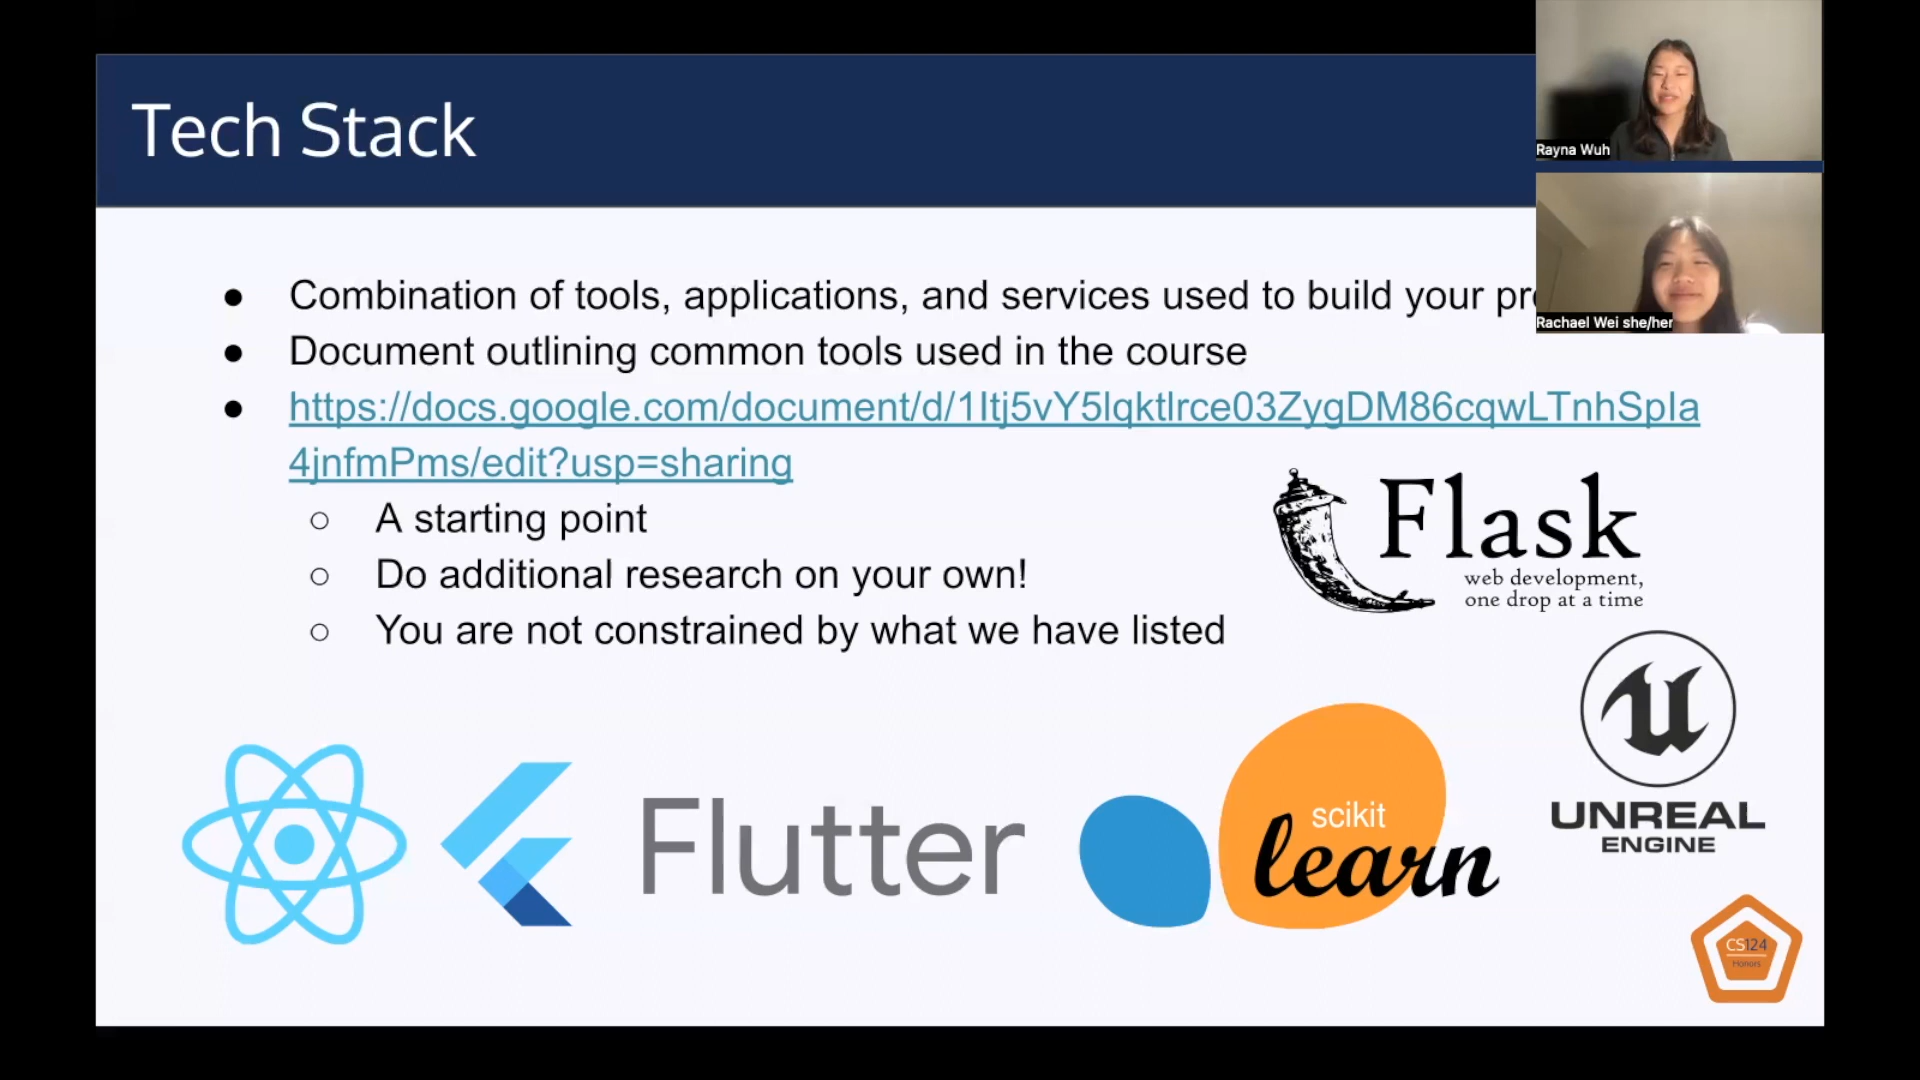 Tech Stack
Rayna Wuh
Rachael Wei she/her
Combination of tools, applications, and services used to build your
Document outlining common tools used in the course
https://docs.google.com/document/d/1Itj5vY5lqktlrce03ZygDM86cqwLTnhSpIa
4jnfmPms/edit?usp=sharing
A starting point
Do additional research on your own!
You are not constrained by what we have listed
Flask
web development,
one drop at a time
UNREAL
ENGINE
Flutter
scikit
learn
CS124
Honors